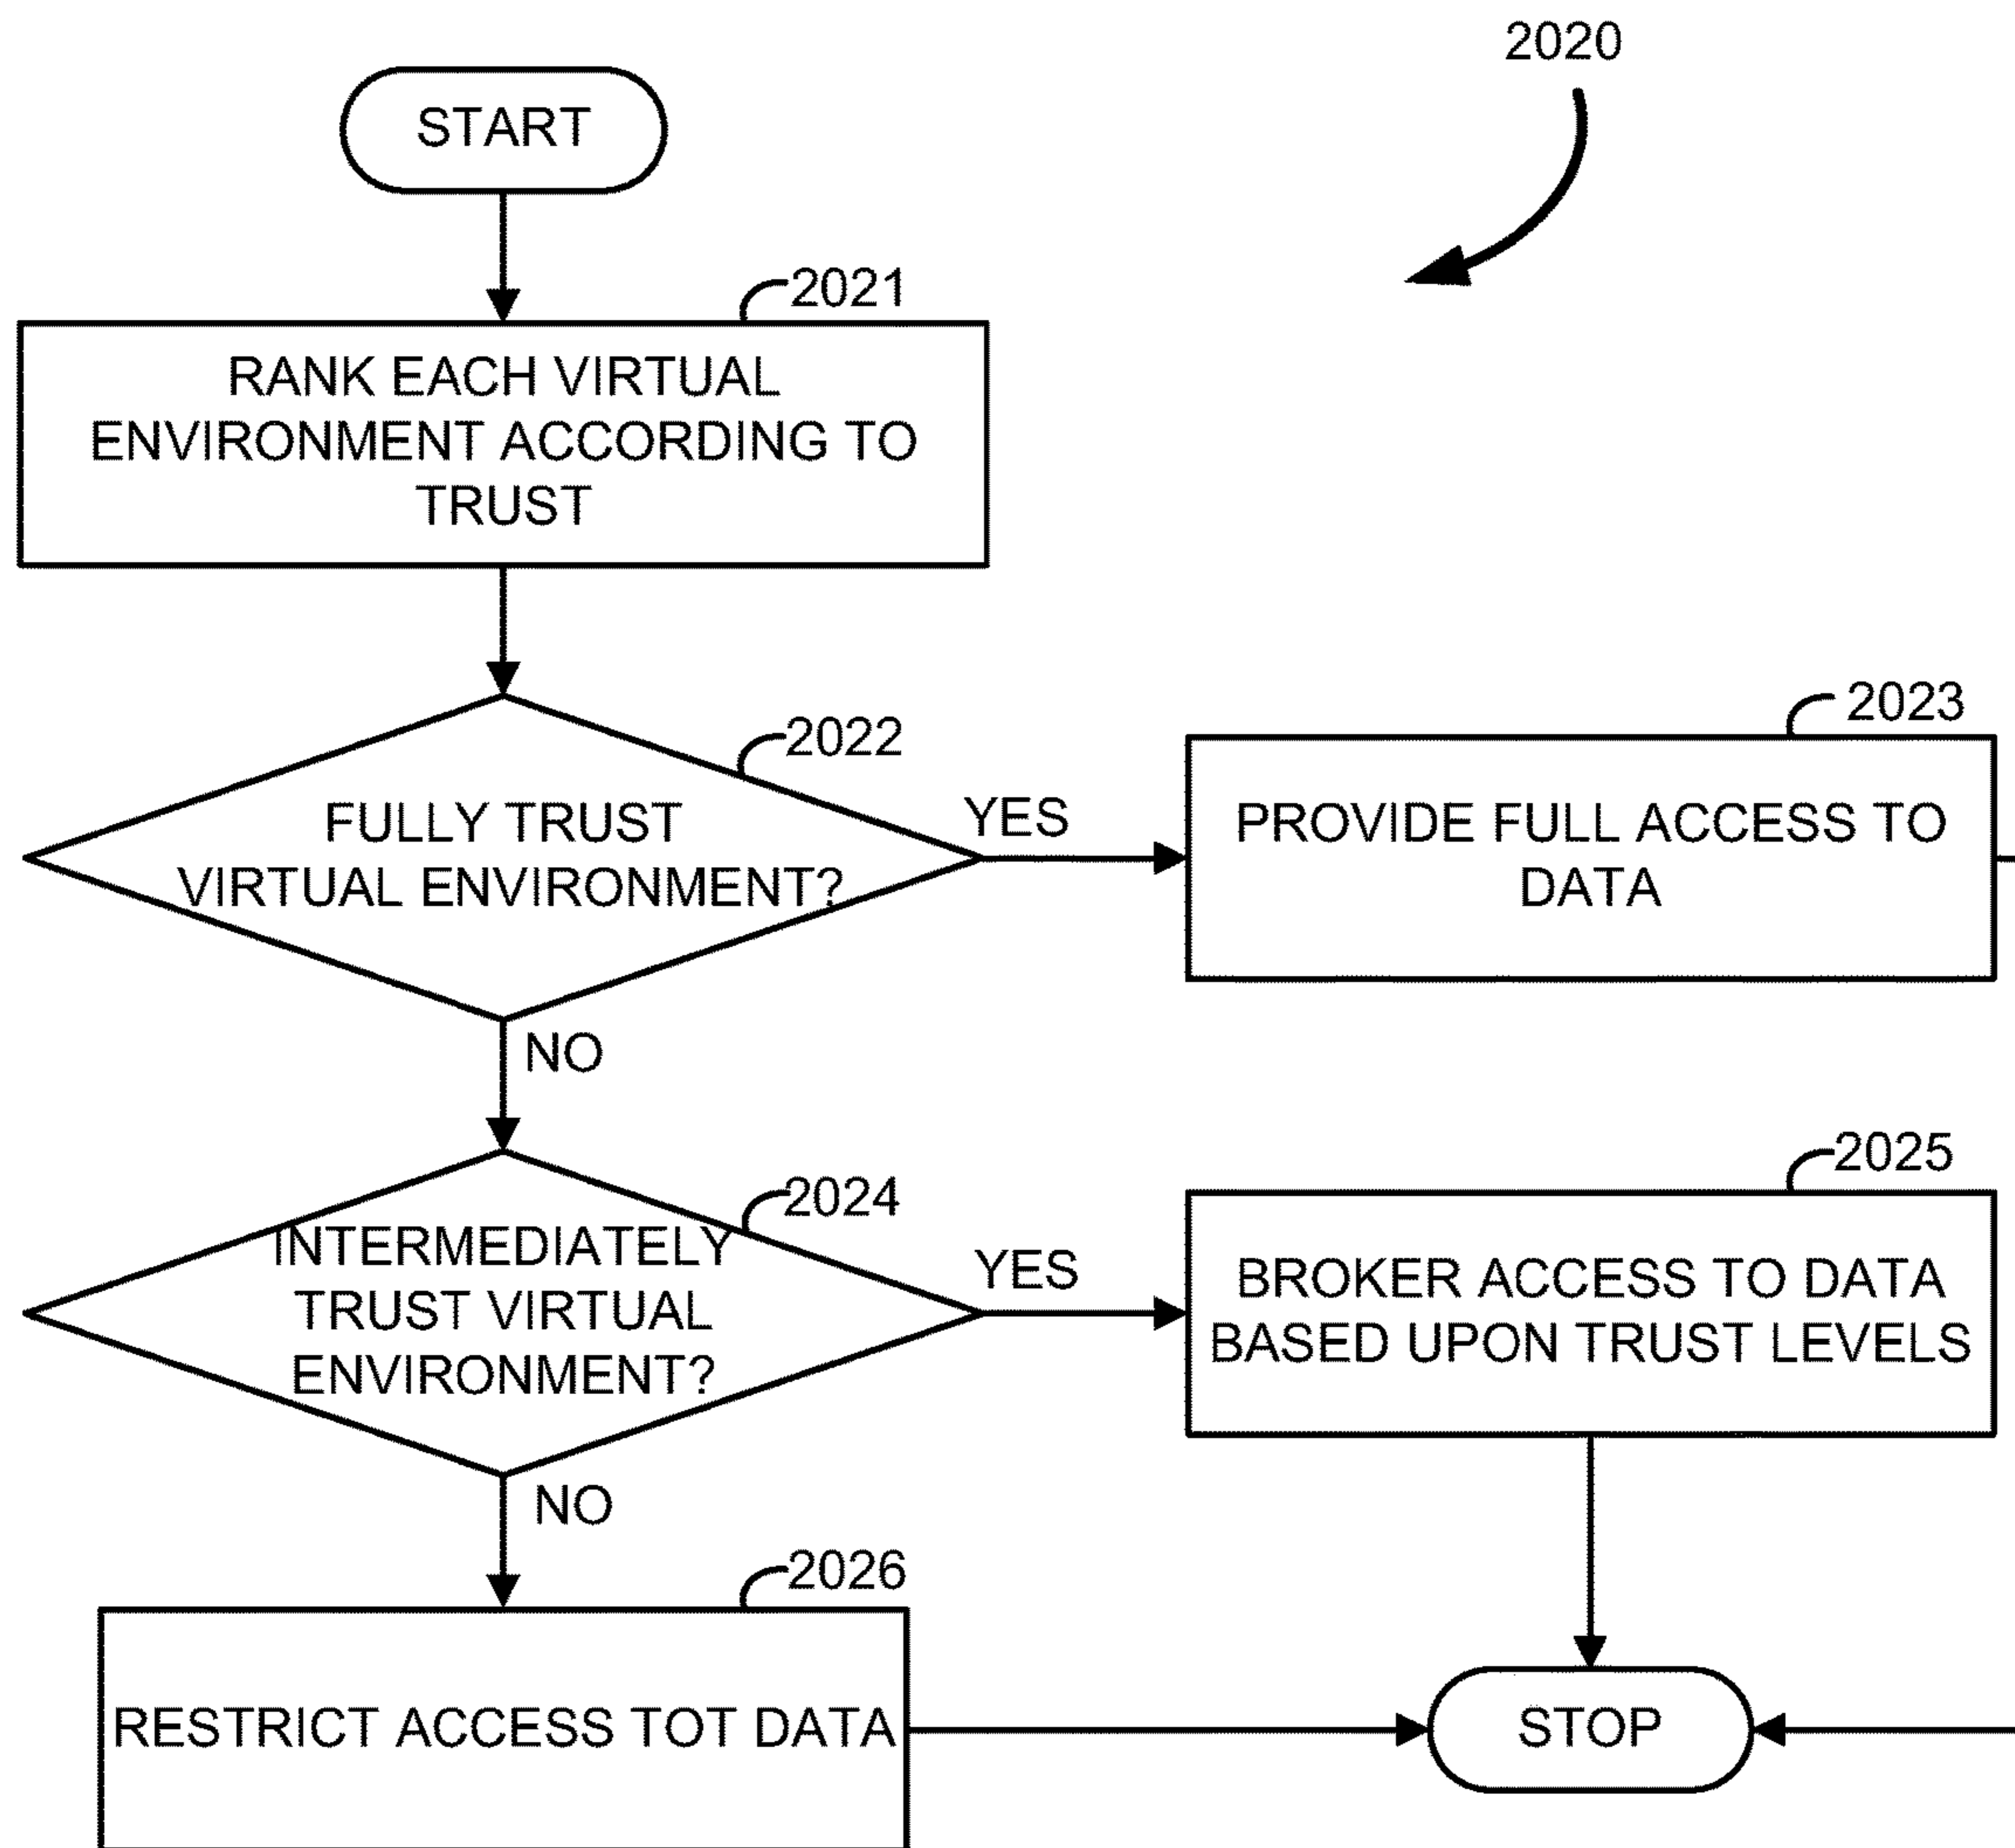 2020
START
2021
RANK EACH VIRTUAL
ENVIRONMENT ACCORDING TO
TRUST
2022
FULLY TRUST
VIRTUAL ENVIRONMENT?
YES
2023
PROVIDE FULL ACCESS TO
DATA
NO
2024
INTERMEDIATELY
TRUST VIRTUAL
ENVIRONMENT?
YES
2025
BROKER ACCESS TO DATA
BASED UPON TRUST LEVELS
NO
2026
RESTRICT ACCESS TOT DATA
STOP